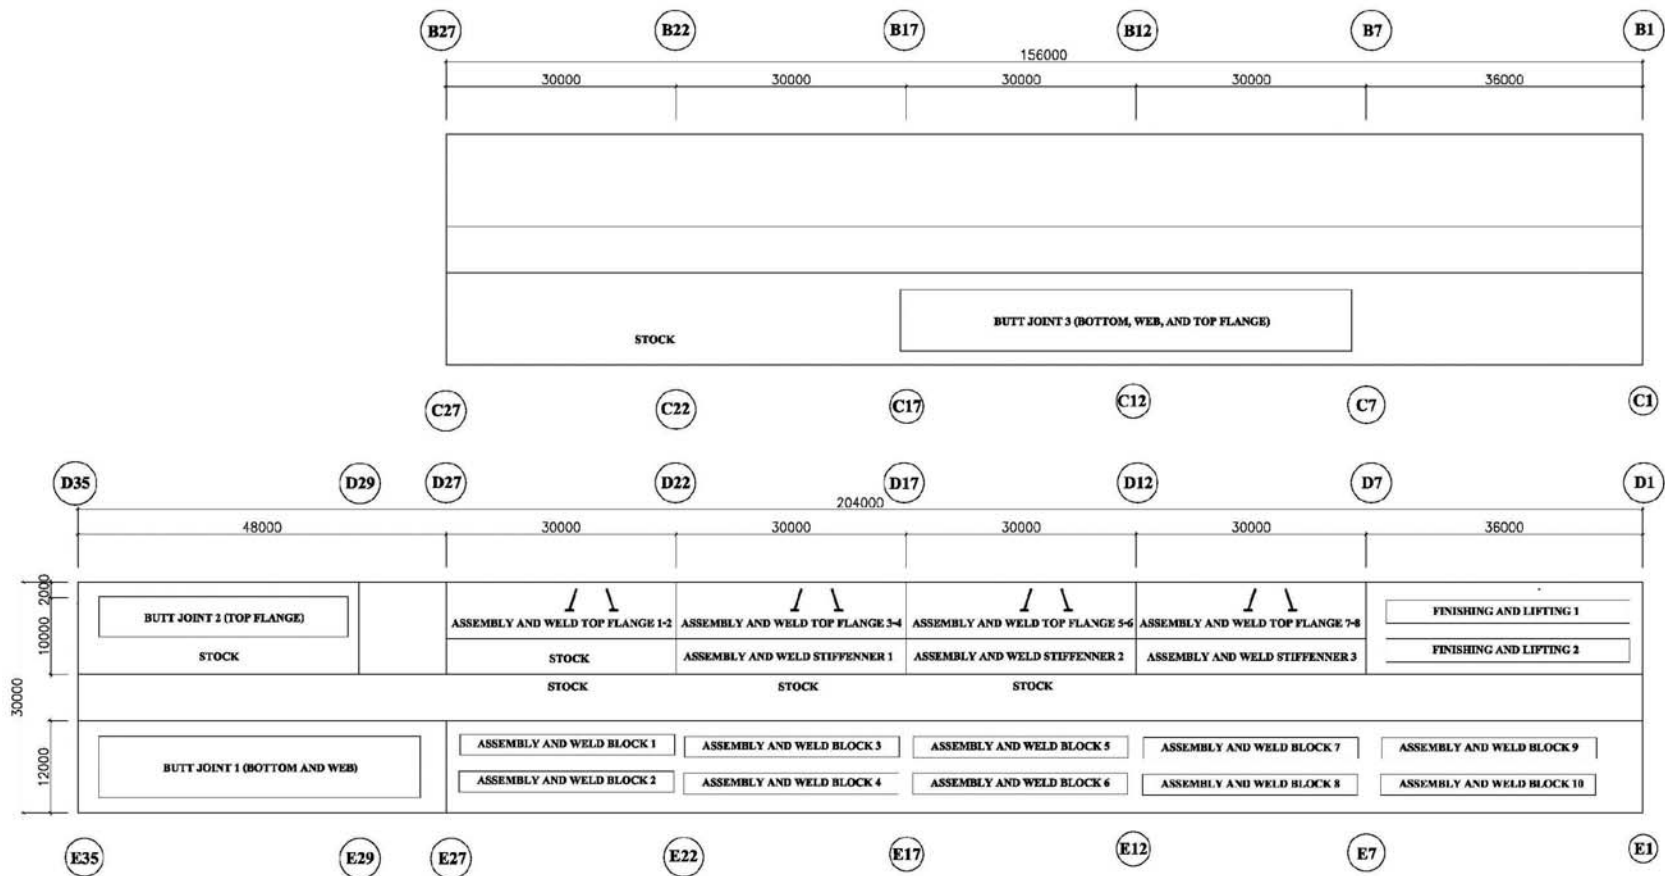 B27 B22 B17 B12 B7 B1
156000
30000 30000 30000 30000 36000
BUTT JOINT 3 (BOTTOM, WEB, AND TOP FLANGE)
STOCK
C27 C22 C17 C12 C7 C1
D35 D29 D27 D22 D17 D12 D7 D1
204000
48000 30000 30000 30000 30000 36000
2000
10000
30000
12000
BUTT JOINT 2 (TOP FLANGE)
STOCK
ASSEMBLY AND WELD TOP FLANGE 1-2
ASSEMBLY AND WELD TOP FLANGE 3-4
ASSEMBLY AND WELD TOP FLANGE 5-6
ASSEMBLY AND WELD TOP FLANGE 7-8
FINISHING AND LIFTING 1
FINISHING AND LIFTING 2
STOCK
ASSEMBLY AND WELD STIFFENNER 1
ASSEMBLY AND WELD STIFFENNER 2
ASSEMBLY AND WELD STIFFENNER 3
STOCK STOCK STOCK
BUTT JOINT 1 (BOTTOM AND WEB)
ASSEMBLY AND WELD BLOCK 1
ASSEMBLY AND WELD BLOCK 2
ASSEMBLY AND WELD BLOCK 3
ASSEMBLY AND WELD BLOCK 4
ASSEMBLY AND WELD BLOCK 5
ASSEMBLY AND WELD BLOCK 6
ASSEMBLY AND WELD BLOCK 7
ASSEMBLY AND WELD BLOCK 8
ASSEMBLY AND WELD BLOCK 9
ASSEMBLY AND WELD BLOCK 10
E35 E29 E27 E22 E17 E12 E7 E1